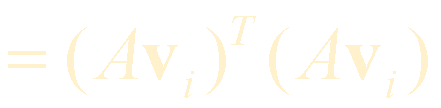 = (Av_i)^T (Av_i)